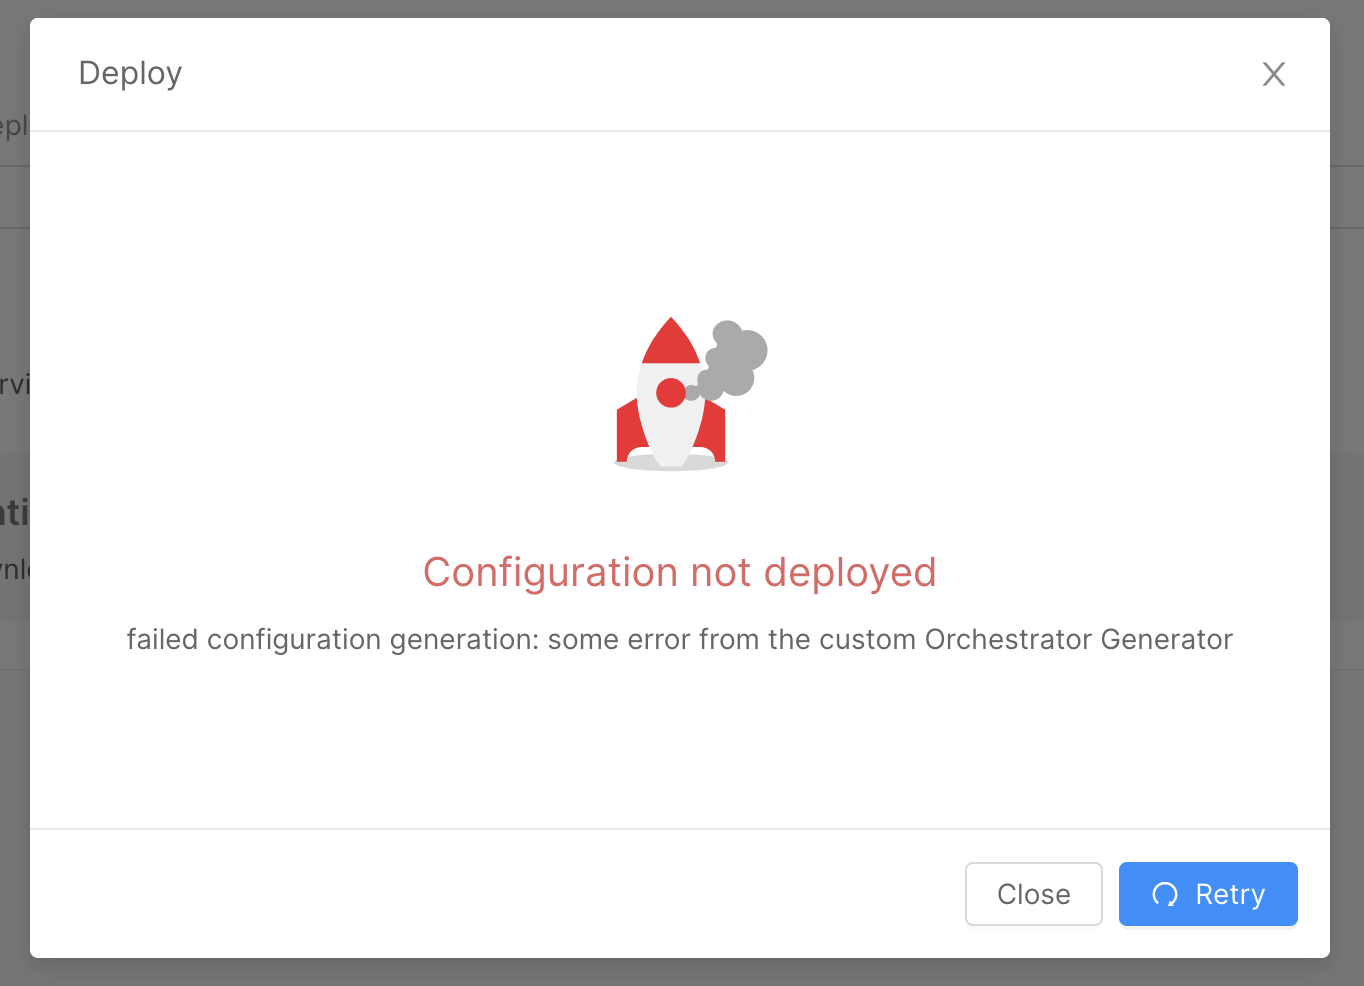 Deploy
Configuration not deployed
failed configuration generation: some error from the custom Orchestrator Generator
Close
Retry